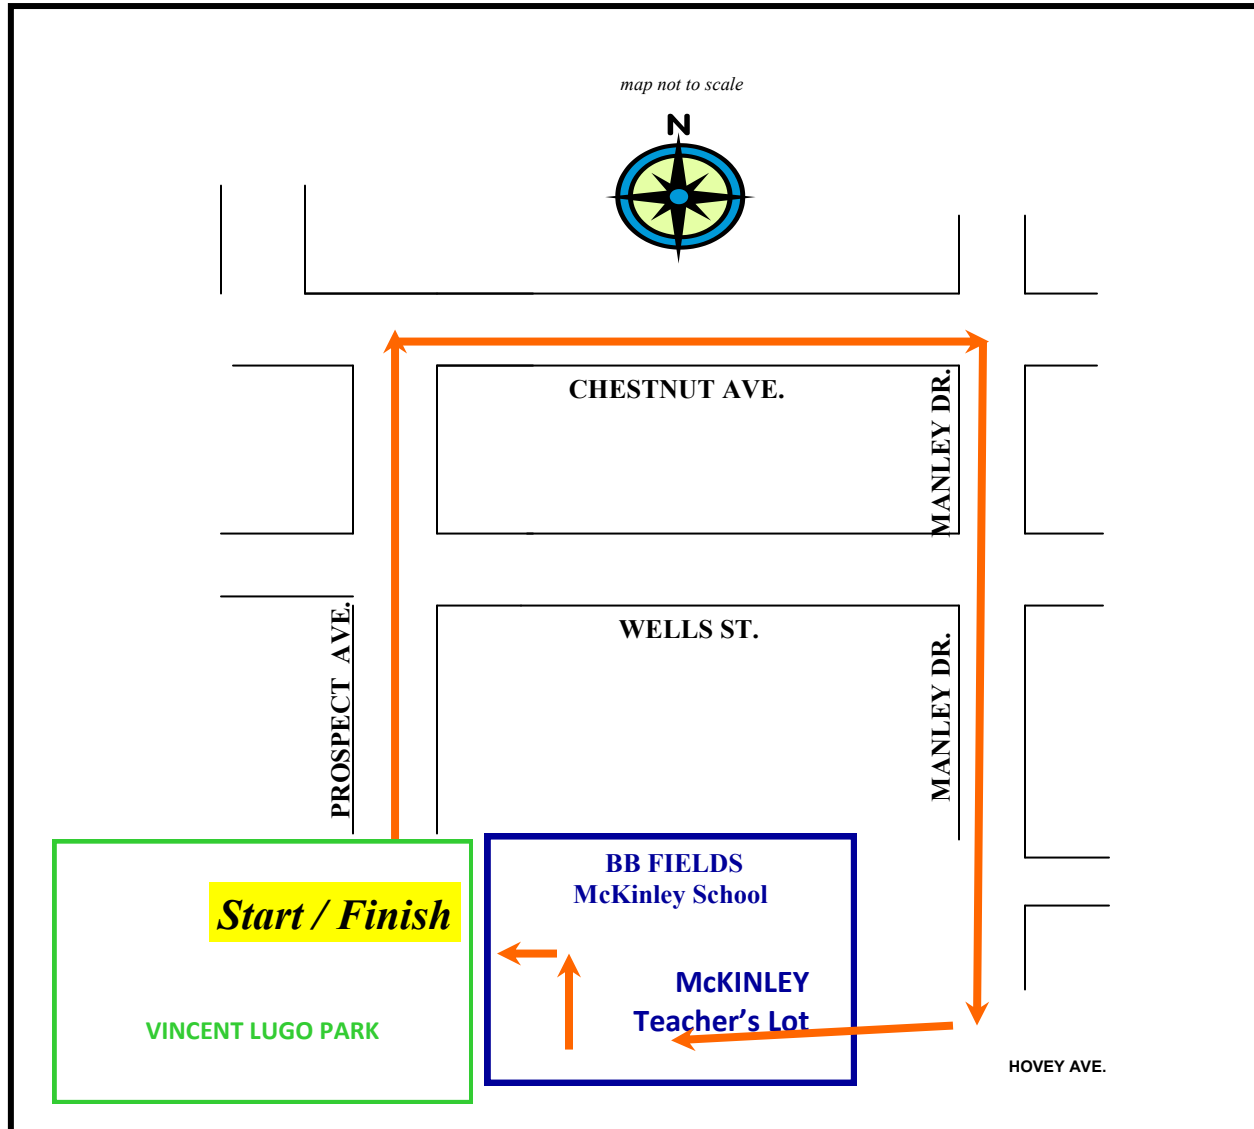 map not to scale
N
CHESTNUT AVE.
MANLEY DR.
WELLS ST.
PROSPECT AVE.
MANLEY DR.
BB FIELDS
McKinley School
Start / Finish
McKINLEY
Teacher's Lot
VINCENT LUGO PARK
HOVEY AVE.